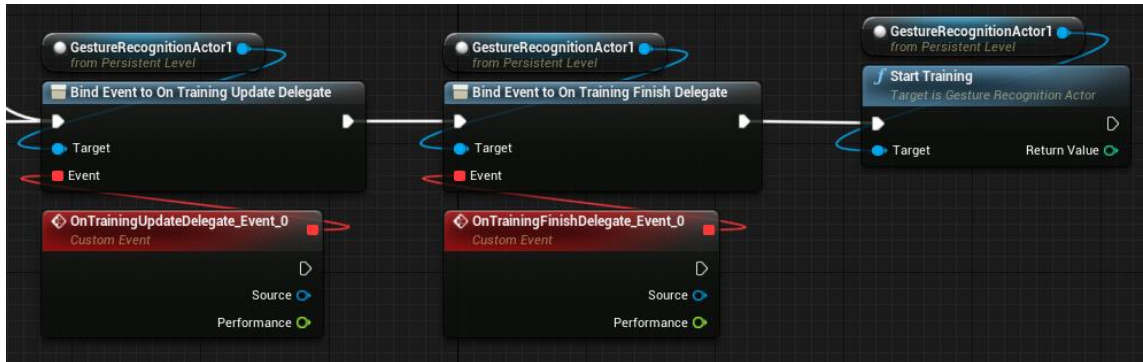 GestureRecognitionActor1
from Persistent Level
Bind Event to On Training Update Delegate
Target
Event
OnTrainingUpdateDelegate_Event_0
Custom Event
Source
Performance
GestureRecognitionActor1
from Persistent Level
Bind Event to On Training Finish Delegate
Target
Event
OnTrainingFinishDelegate_Event_0
Custom Event
Source
Performance
GestureRecognitionActor1
from Persistent Level
f Start Training
Target is Gesture Recognition Actor
Target Return Value